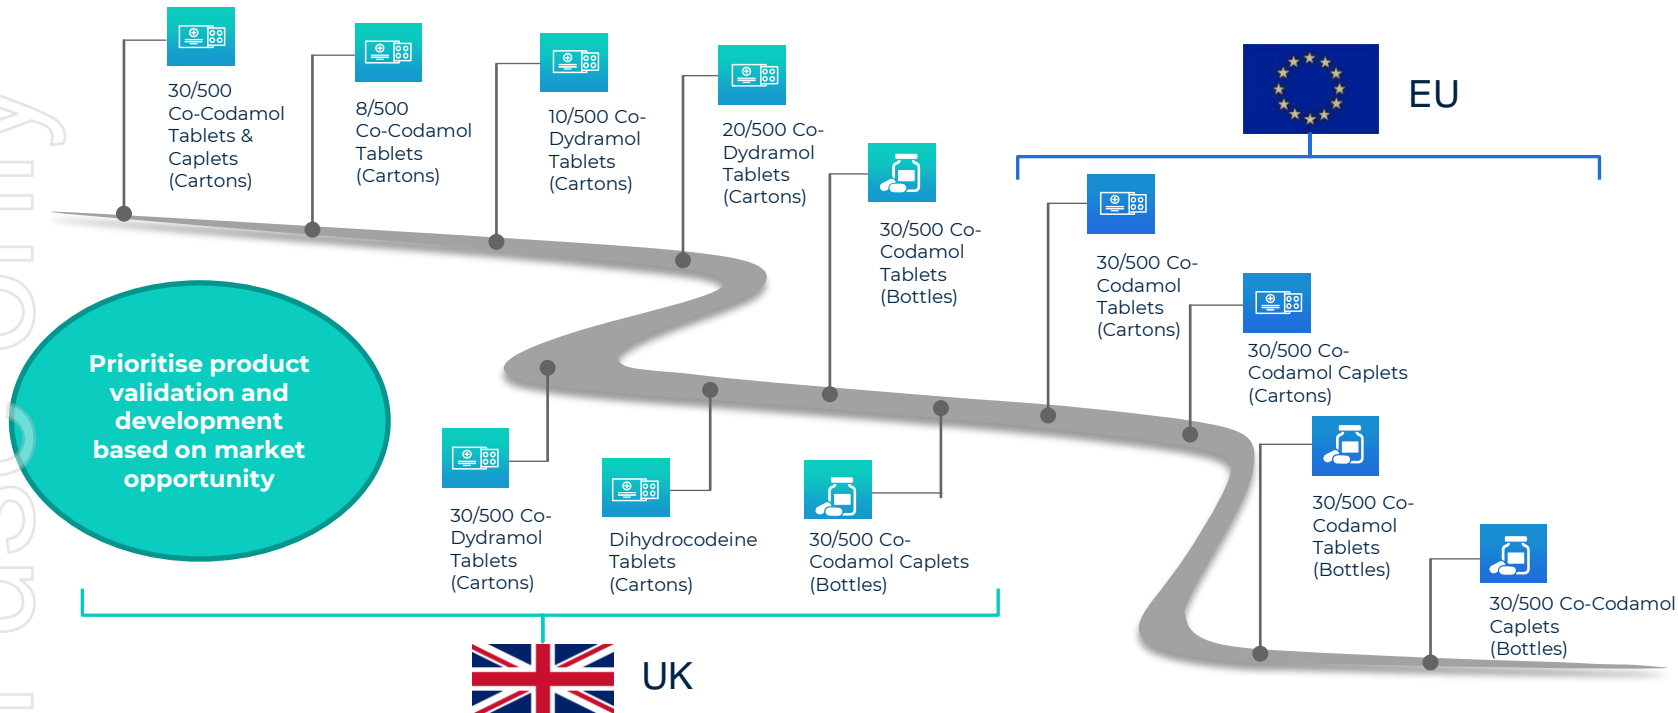 30/500
Co-Codamol
Tablets &
Caplets
(Cartons)
8/500
Co-Codamol
Tablets
(Cartons)
10/500 Co-
Dydramol
Tablets
(Cartons)
20/500 Co-
Dydramol
Tablets
(Cartons)
30/500 Co-
Codamol
Tablets
(Bottles)
EU
30/500 Co-
Codamol
Tablets
(Cartons)
30/500 Co-
Codamol Caplets
(Cartons)
Prioritise product
validation and
development
based on market
opportunity
30/500 Co-
Dydramol
Tablets
(Cartons)
Dihydrocodeine
Tablets
(Cartons)
30/500 Co-
Codamol Caplets
(Bottles)
30/500 Co-
Codamol
Tablets
(Bottles)
30/500 Co-Codamol
Caplets
(Bottles)
UK